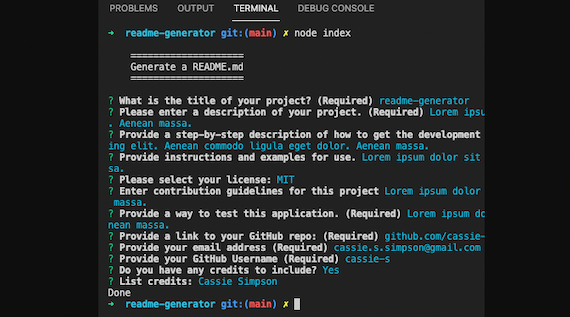 PROBLEMS OUTPUT TERMINAL DEBUG CONSOLE
➜ readme-generator git:(main) ✗ node index
=====================
Generate a README.md
=====================
? What is the title of your project? (Required) readme-generator
? Please enter a description of your project. (Required) Lorem ipsu
. Aenean massa.
? Provide a step-by-step description of how to get the development
ing elit. Aenean commodo ligula eget dolor. Aenean massa.
? Provide instructions and examples for use. Lorem ipsum dolor sit
sa.
? Please select your license: MIT
? Enter contribution guidelines for this project Lorem ipsum dolor
massa.
? Provide a way to test this application. (Required) Lorem ipsum do
nean massa.
? Provide a link to your GitHub repo: (Required) github.com/cassie-
? Provide your email address (Required) cassie.s.simpson@gmail.com
? Provide your GitHub Username (Required) cassie-s
? Do you have any credits to include? Yes
? List credits: Cassie Simpson
Done
➜ readme-generator git:(main) ✗